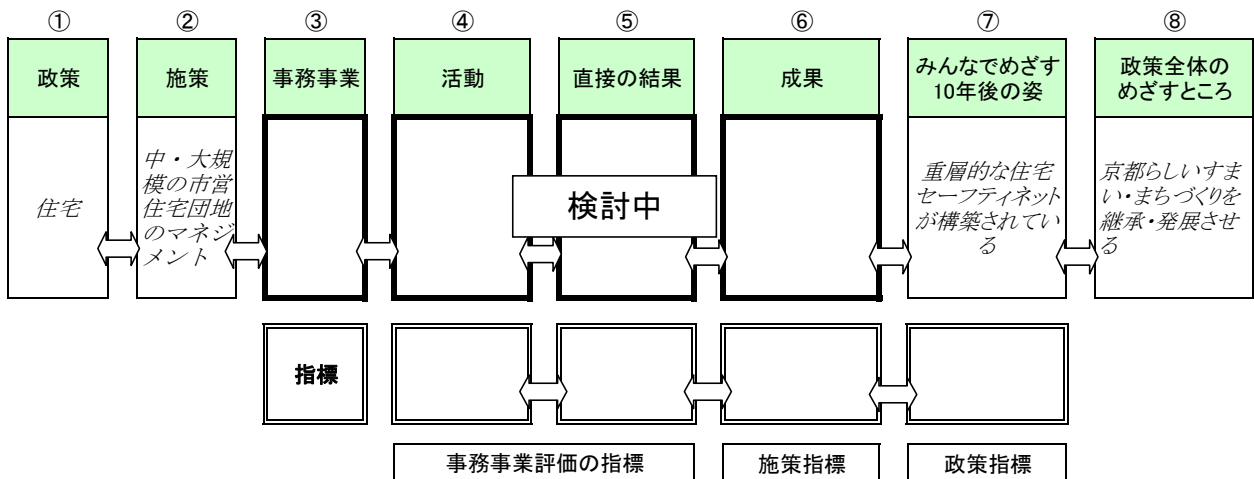 ① ② ③ ④ ⑤ ⑥ ⑦ ⑧
政策
施策
事務事業
活動
直接の結果
成果
みんなでめざす
10年後の姿
政策全体の
めざすところ
住宅
中・大規
模の市営
住宅団地
のマネジ
メント
検討中
重層的な住宅
セーフティネット
が構築されてい
る
京都らしいすま
い・まちづくりを
継承・発展させ
る
指標
事務事業評価の指標
施策指標
政策指標